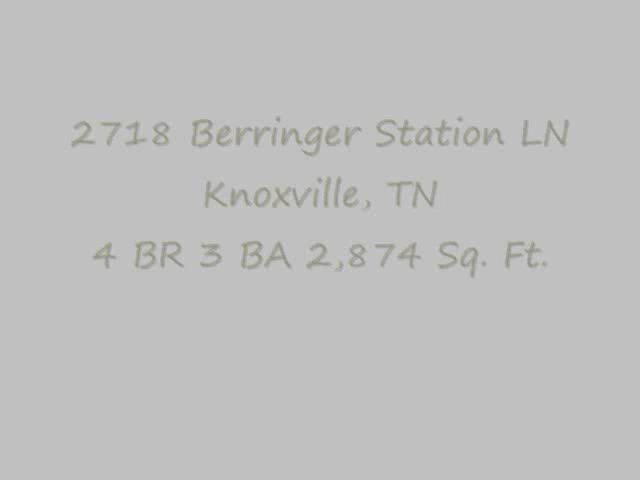 2718 Berringer Station LN
Knoxville, TN
4 BR 3 BA 2,874 Sq. Ft.